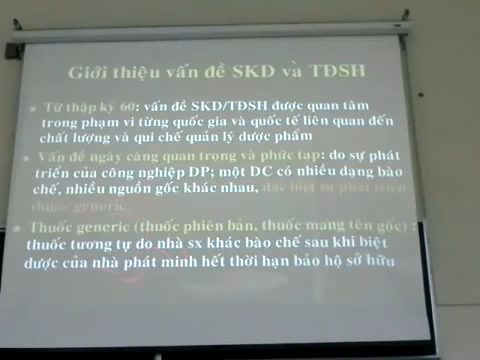 Giới thiệu vấn đề SKD và TĐSH
Từ thập kỷ 60: vấn đề SKD/TĐSH được quan tâm
trong phạm vi từng quốc gia và quốc tế liên quan đến
chất lượng và qui chế quản lý dược phẩm
Vấn đề ngày càng quan trọng và phức tạp: do sự phát
triển của công nghiệp DP; một DC có nhiều dạng bào
chế, nhiều nguồn gốc khác nhau, đặc biệt sự phát triển
thuốc generic
Thuốc generic (thuốc phiên bản, thuốc mang tên gốc) :
thuốc tương tự do nhà sx khác bào chế sau khi biệt
dược của nhà phát minh hết thời hạn bảo hộ sở hữu